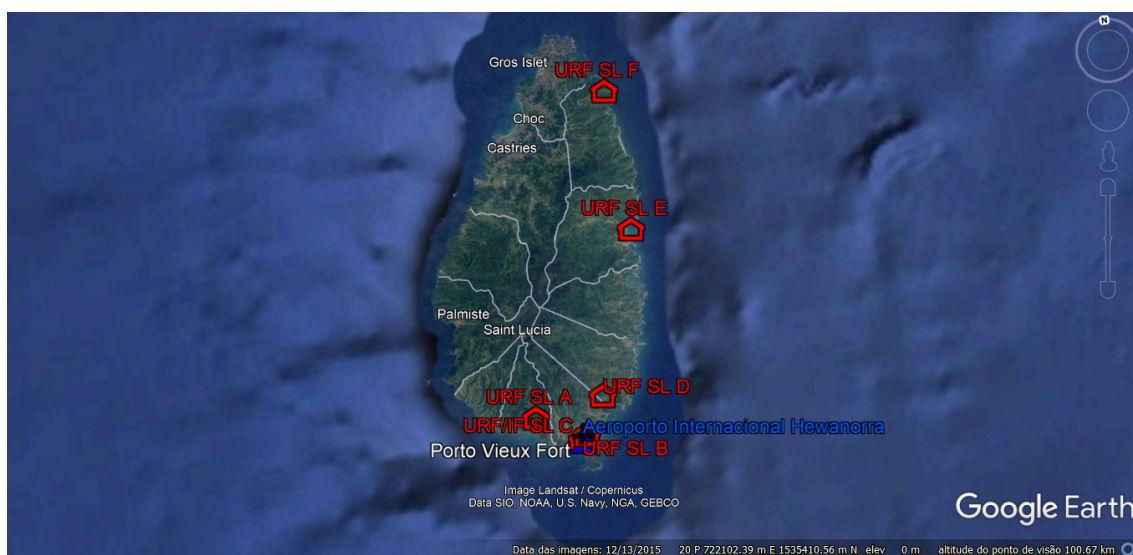 Gros Islet
URF SL F
Choc
Castries
URF SL E
Palmiste
Saint Lucia
URF SL D
URF SL A
URF/IF SL C
Aeroporto Internacional Hewanorra
Porto Vieux Fort
URF SL B
Image Landsat / Copernicus
Data SIO, NOAA, U.S. Navy, NGA, GEBCO
Google Earth
N
Data das imagens: 12/13/2015 20 P 722102.39 m E 1535410.56 m N elev 0 m altitude do ponto de visão 100.67 km